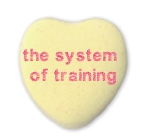 the system
of training